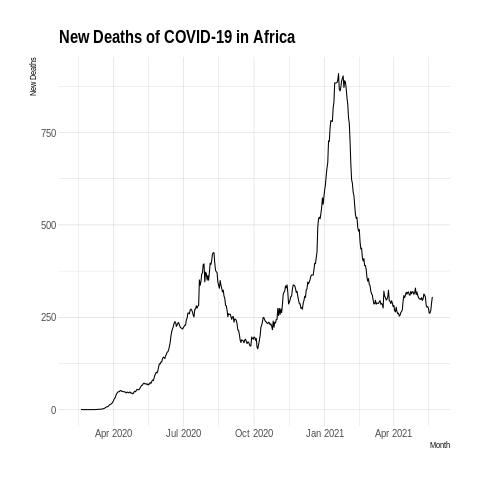 New Deaths of COVID-19 in Africa
New Deaths
750
500
250
0
Apr 2020 Jul 2020 Oct 2020 Jan 2021 Apr 2021
Month